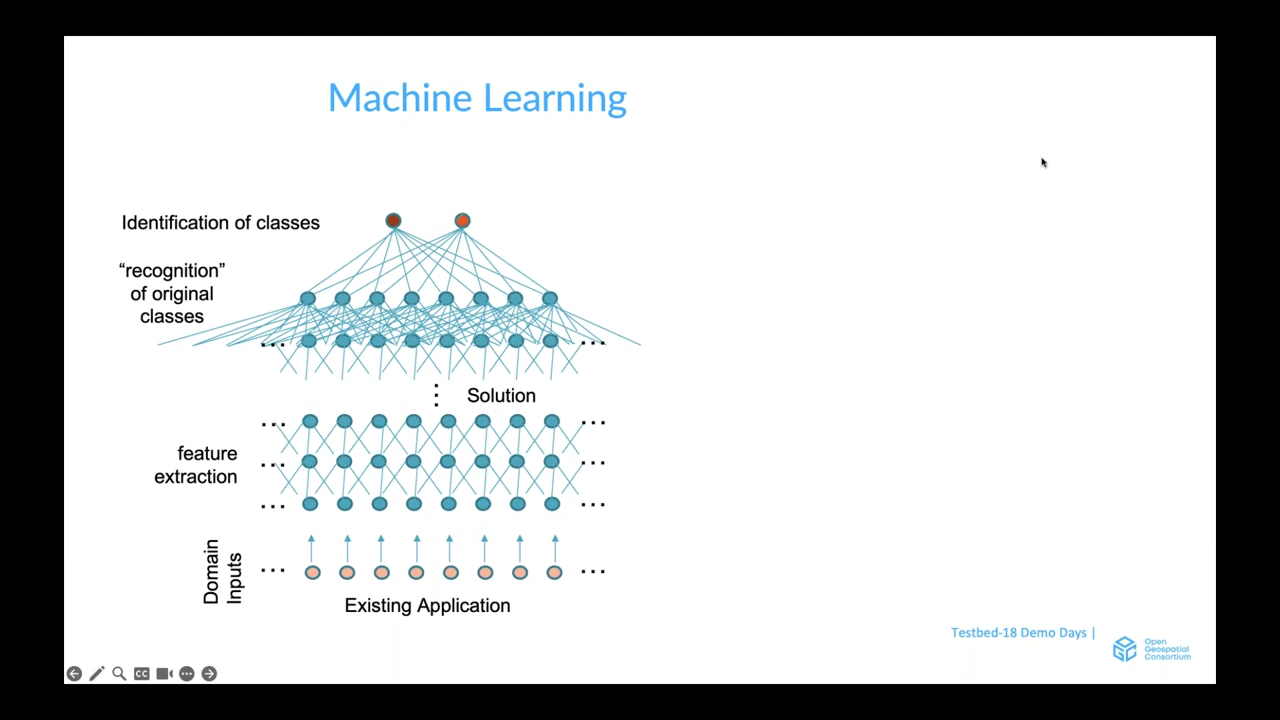 Machine Learning
Identification of classes
“recognition”
of original
classes
Solution
feature
extraction
Domain
Inputs
Existing Application
Testbed-18 Demo Days |
Open
Geospatial
Consortium
CC